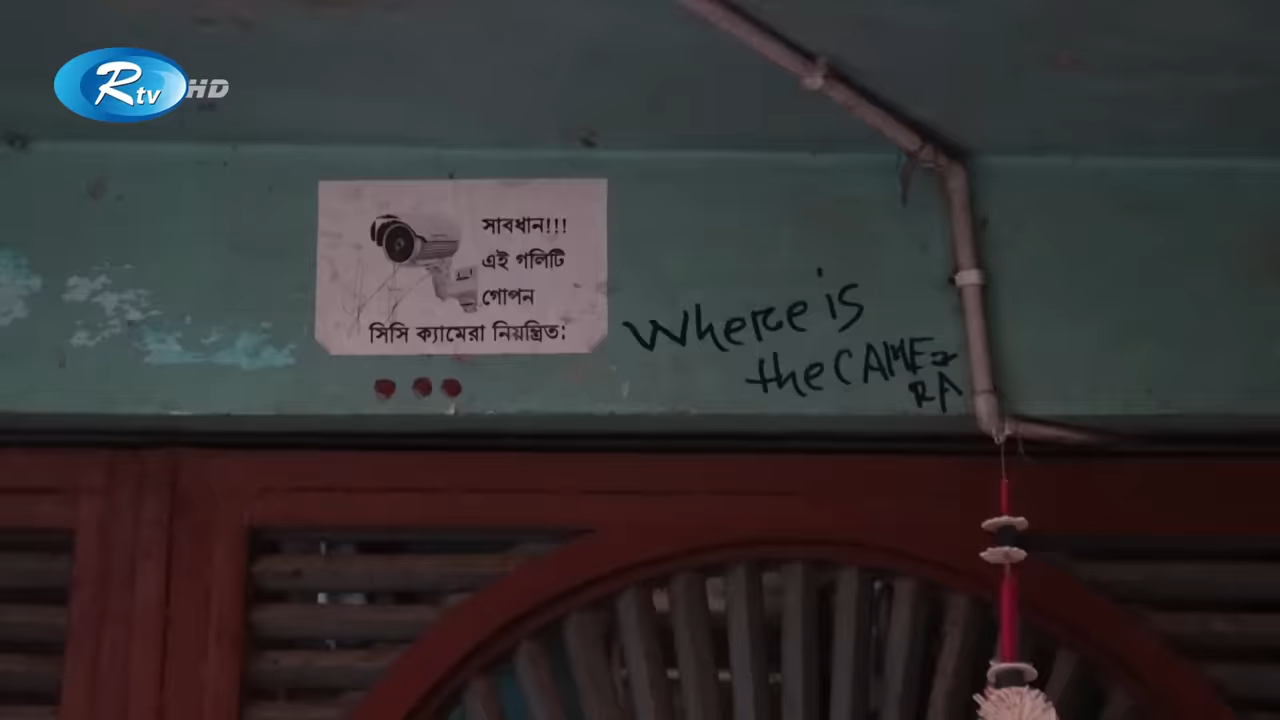 Rtv HD
সাবধান!!!
এই গলিটি
গোপন
সিসি ক্যামেরা নিয়ন্ত্রিত:
Where is
the CAME=
RA